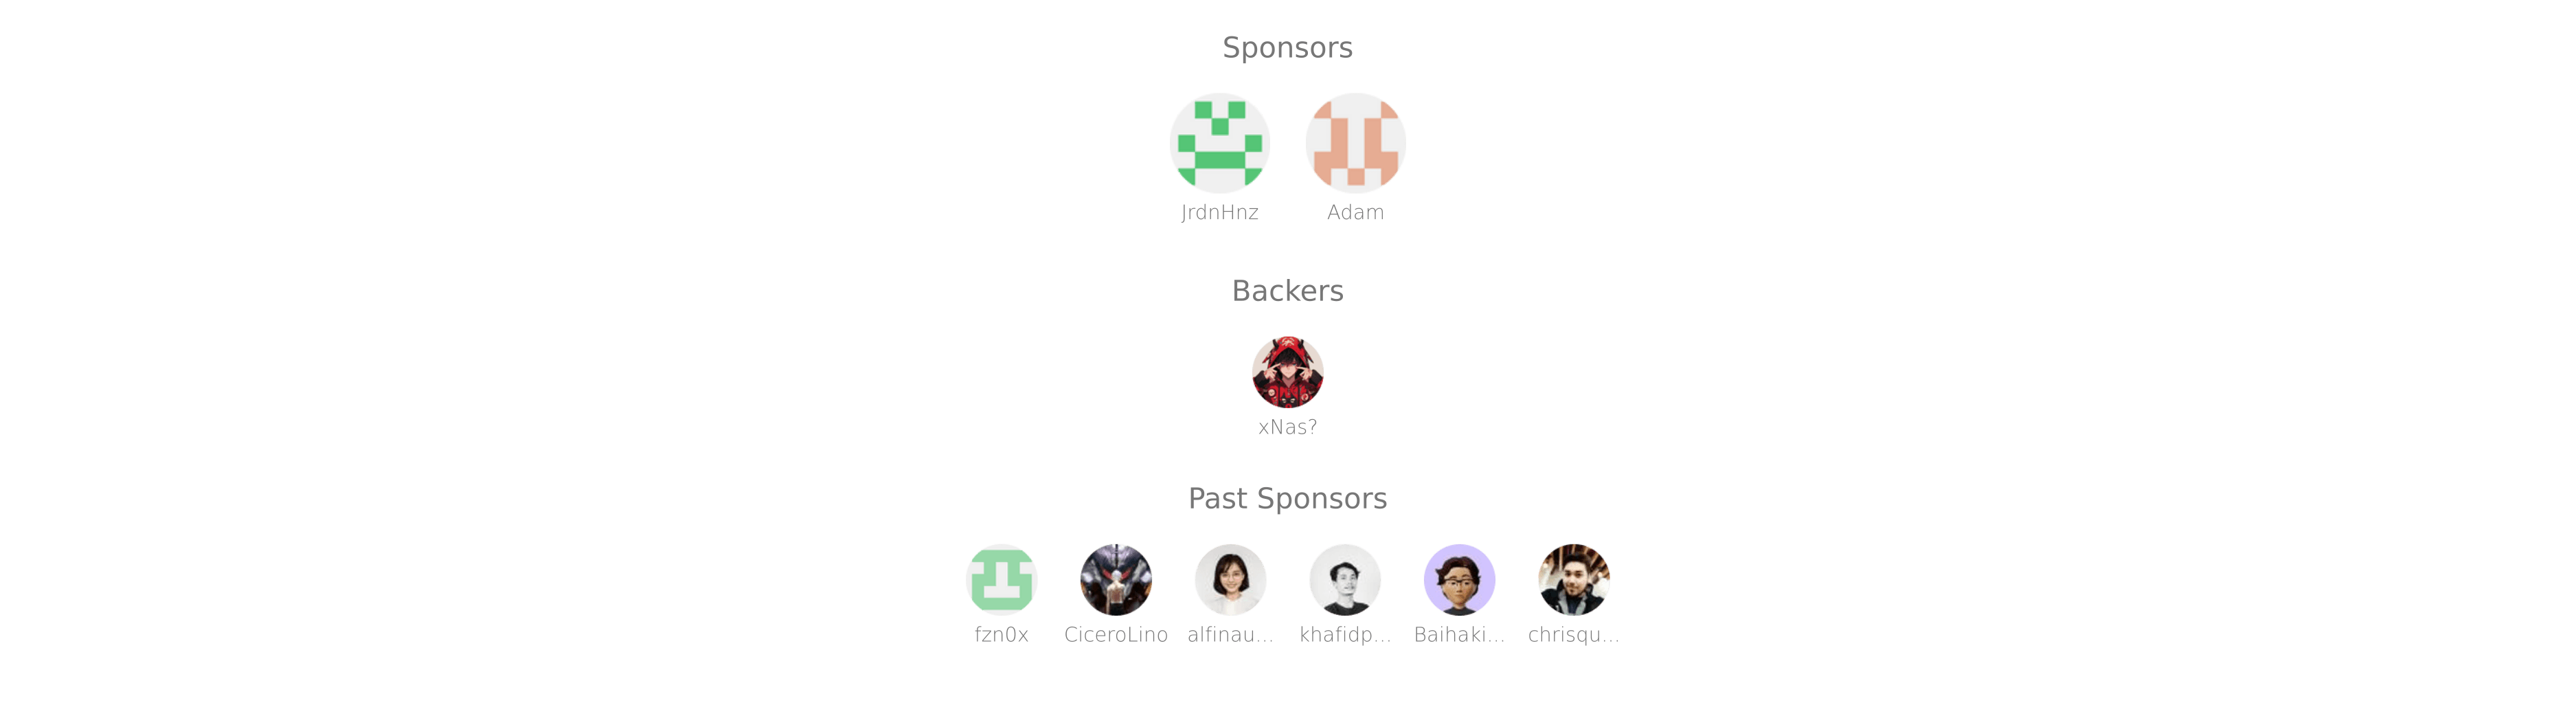 Sponsors
JrdnHnz Adam
Backers
xNas?
Past Sponsors
fzn0x CiceroLino alfinau... khafidp... Baihaki... chrisqu...